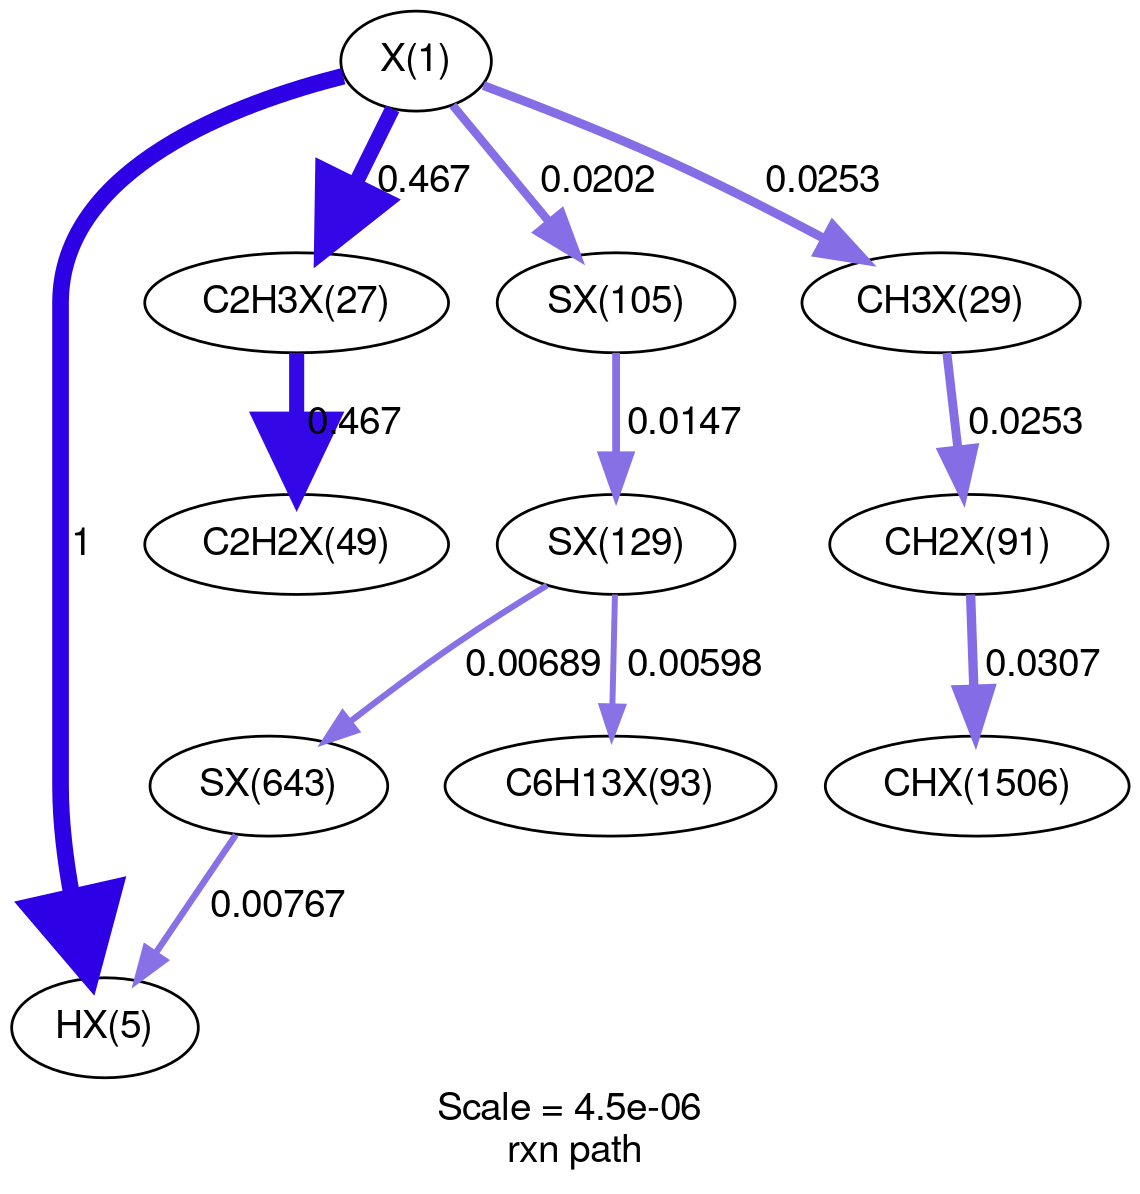 X(1)
0.467
0.0202
0.0253
C2H3X(27)
SX(105)
CH3X(29)
0.467
0.0147
0.0253
1
C2H2X(49)
SX(129)
CH2X(91)
0.00689
0.00598
0.0307
SX(643)
C6H13X(93)
CHX(1506)
0.00767
HX(5)
Scale = 4.5e-06
rxn path